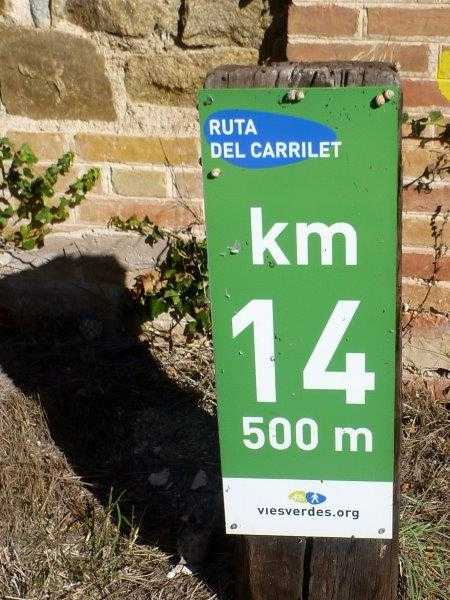 RUTA
DEL CARRILET
km
14
500 m
viesverdes.org